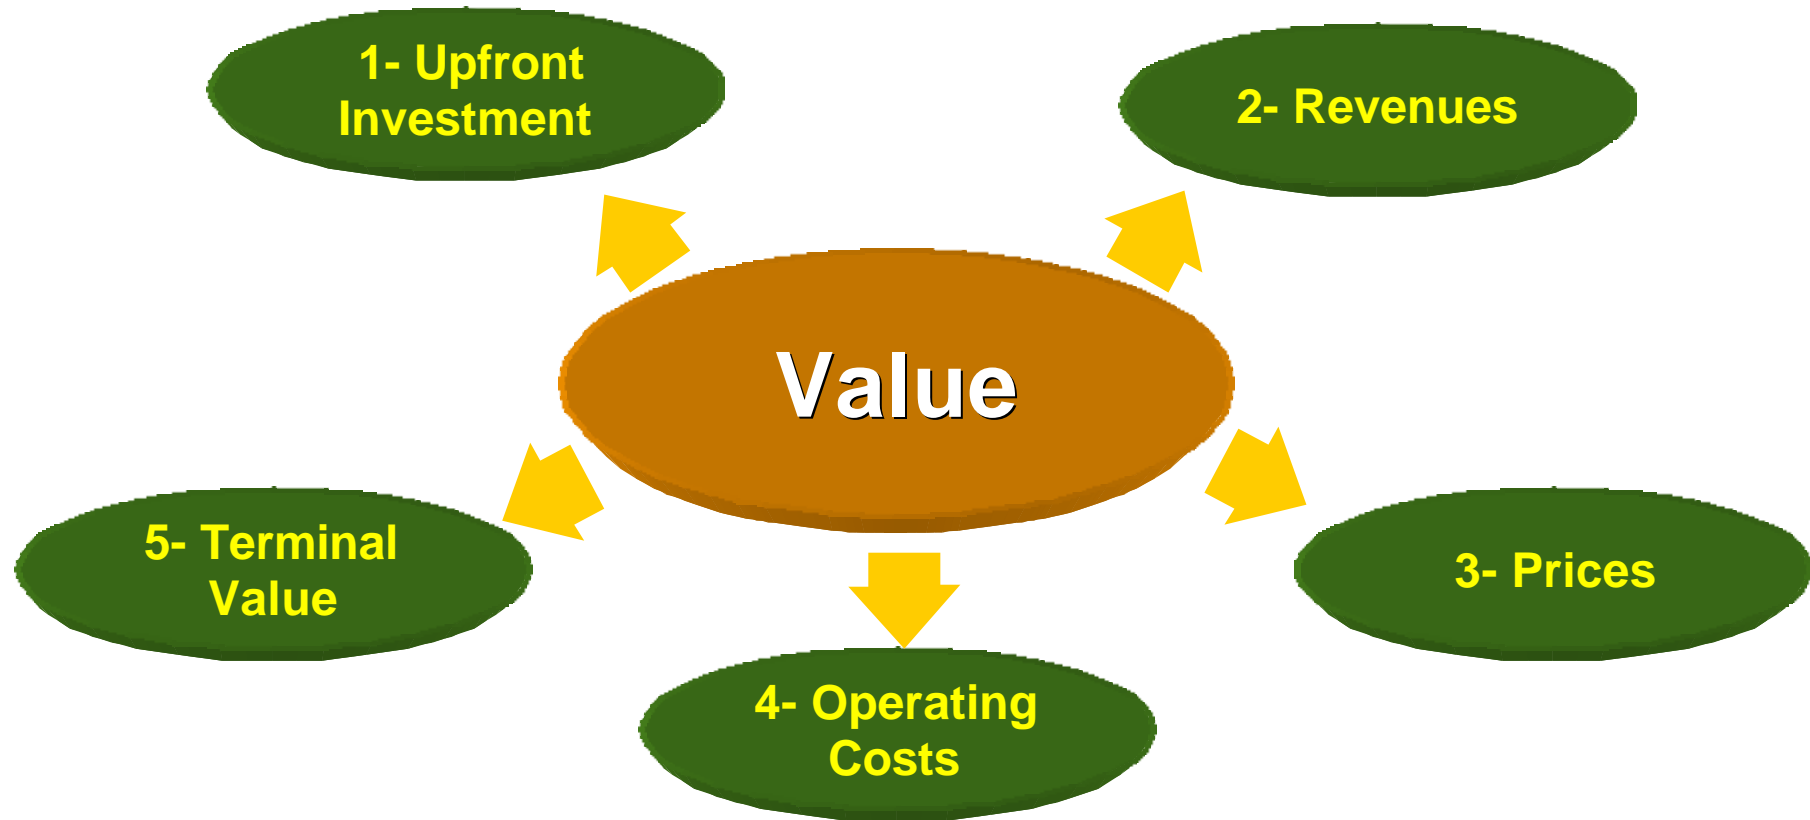 1- Upfront
Investment
2- Revenues
Value
5- Terminal
Value
3- Prices
4- Operating
Costs